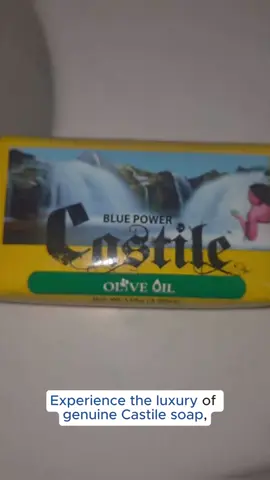 BLUE POWER
Castile
OLIVE OIL
Experience the luxury of
genuine Castile soap,